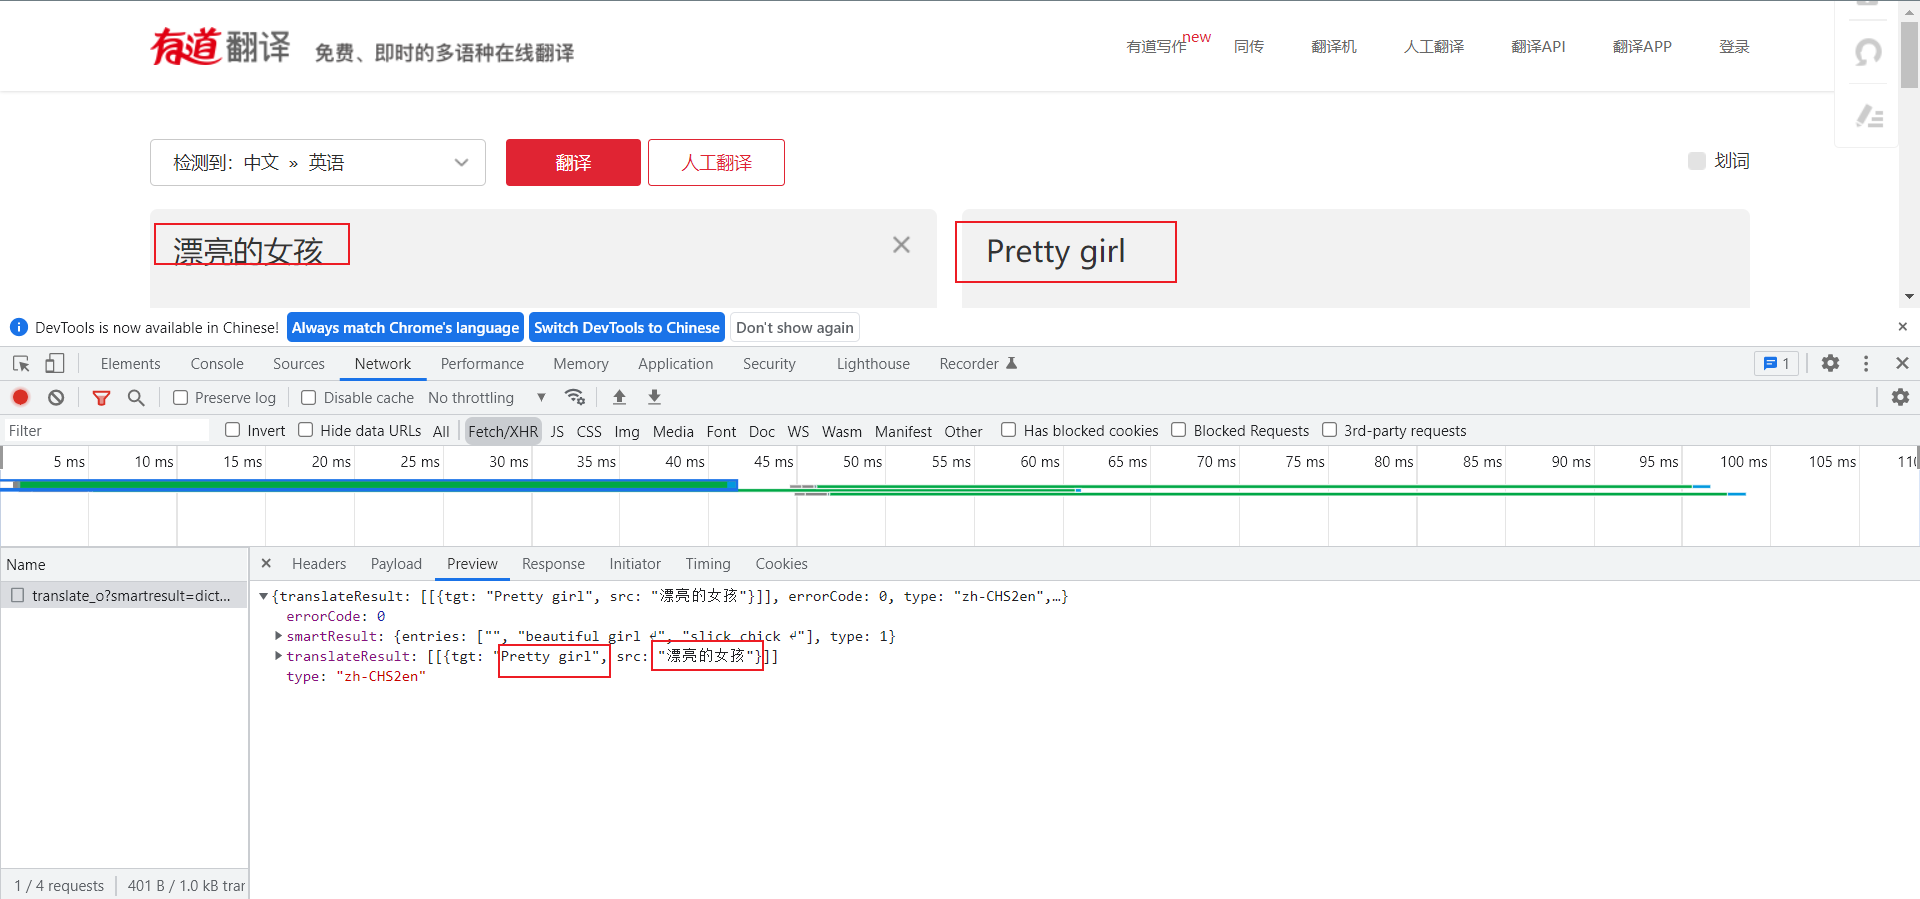 有道翻译 免费、即时的多语种在线翻译 有道写作 new 同传 翻译机 人工翻译 翻译API 翻译APP 登录
检测到：中文 » 英语 翻译 人工翻译 划词
漂亮的女孩 Pretty girl
DevTools is now available in Chinese! Always match Chrome's language Switch DevTools to Chinese Don't show again
Elements Console Sources Network Performance Memory Application Security Lighthouse Recorder 1
Preserve log Disable cache No throttling
Filter Invert Hide data URLs All Fetch/XHR JS CSS Img Media Font Doc WS Wasm Manifest Other Has blocked cookies Blocked Requests 3rd-party requests
5 ms 10 ms 15 ms 20 ms 25 ms 30 ms 35 ms 40 ms 45 ms 50 ms 55 ms 60 ms 65 ms 70 ms 75 ms 80 ms 85 ms 90 ms 95 ms 100 ms 105 ms
Name Headers Payload Preview Response Initiator Timing Cookies
translate_o?smartresult=dict...
{translateResult: [[{tgt: "Pretty girl", src: "漂亮的女孩"}]], errorCode: 0, type: "zh-CHS2en",…}
errorCode: 0
smartResult: {entries: ["", "beautiful girl ↵", "slick chick ↵"], type: 1}
translateResult: [[{tgt: "Pretty girl", src: "漂亮的女孩"}]]
type: "zh-CHS2en"
1 / 4 requests 401 B / 1.0 kB